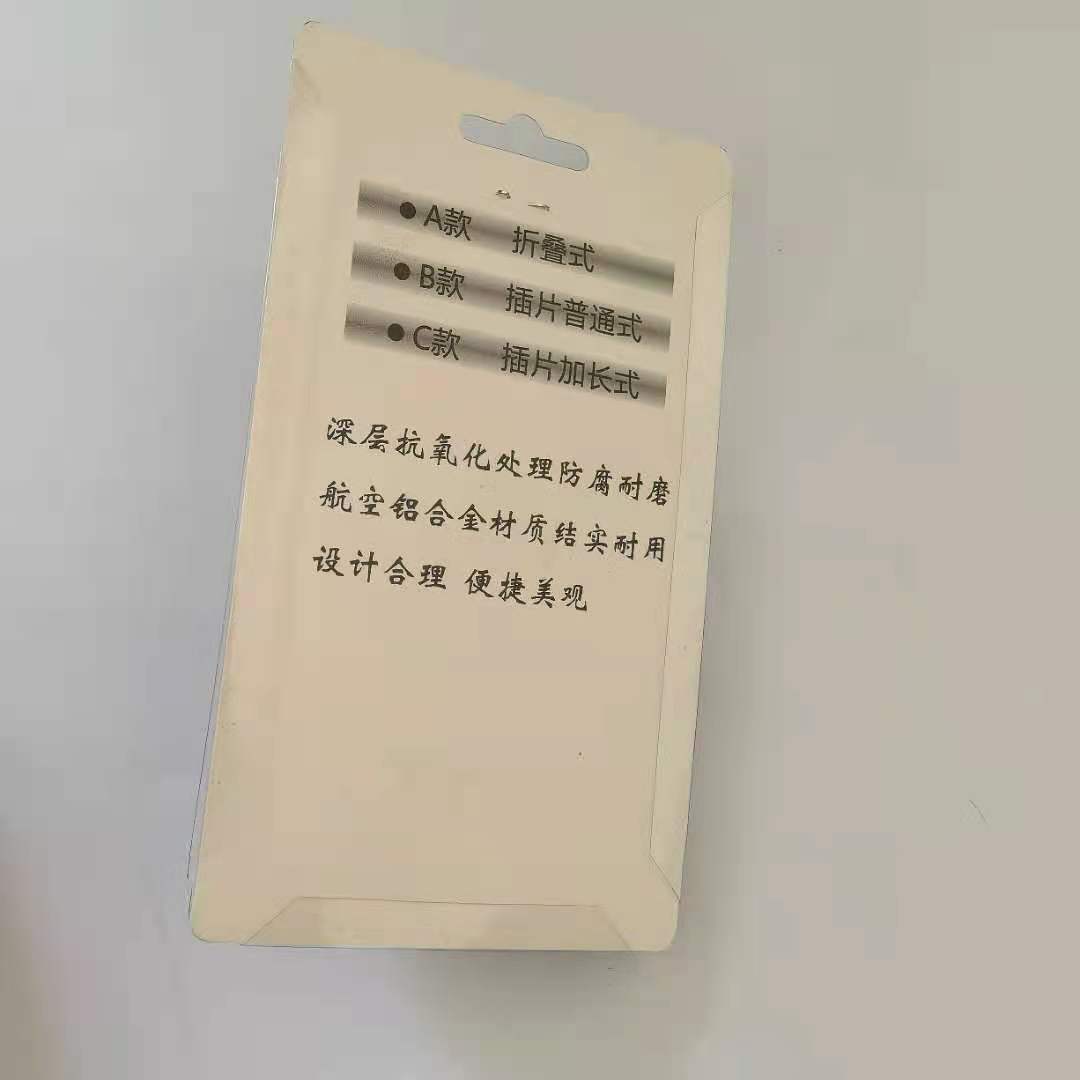 ●A款 折叠式
●B款 插片普通式
●C款 插片加长式
深层抗氧化处理防腐耐磨
航空铝合金材质结实耐用
设计合理 便捷美观